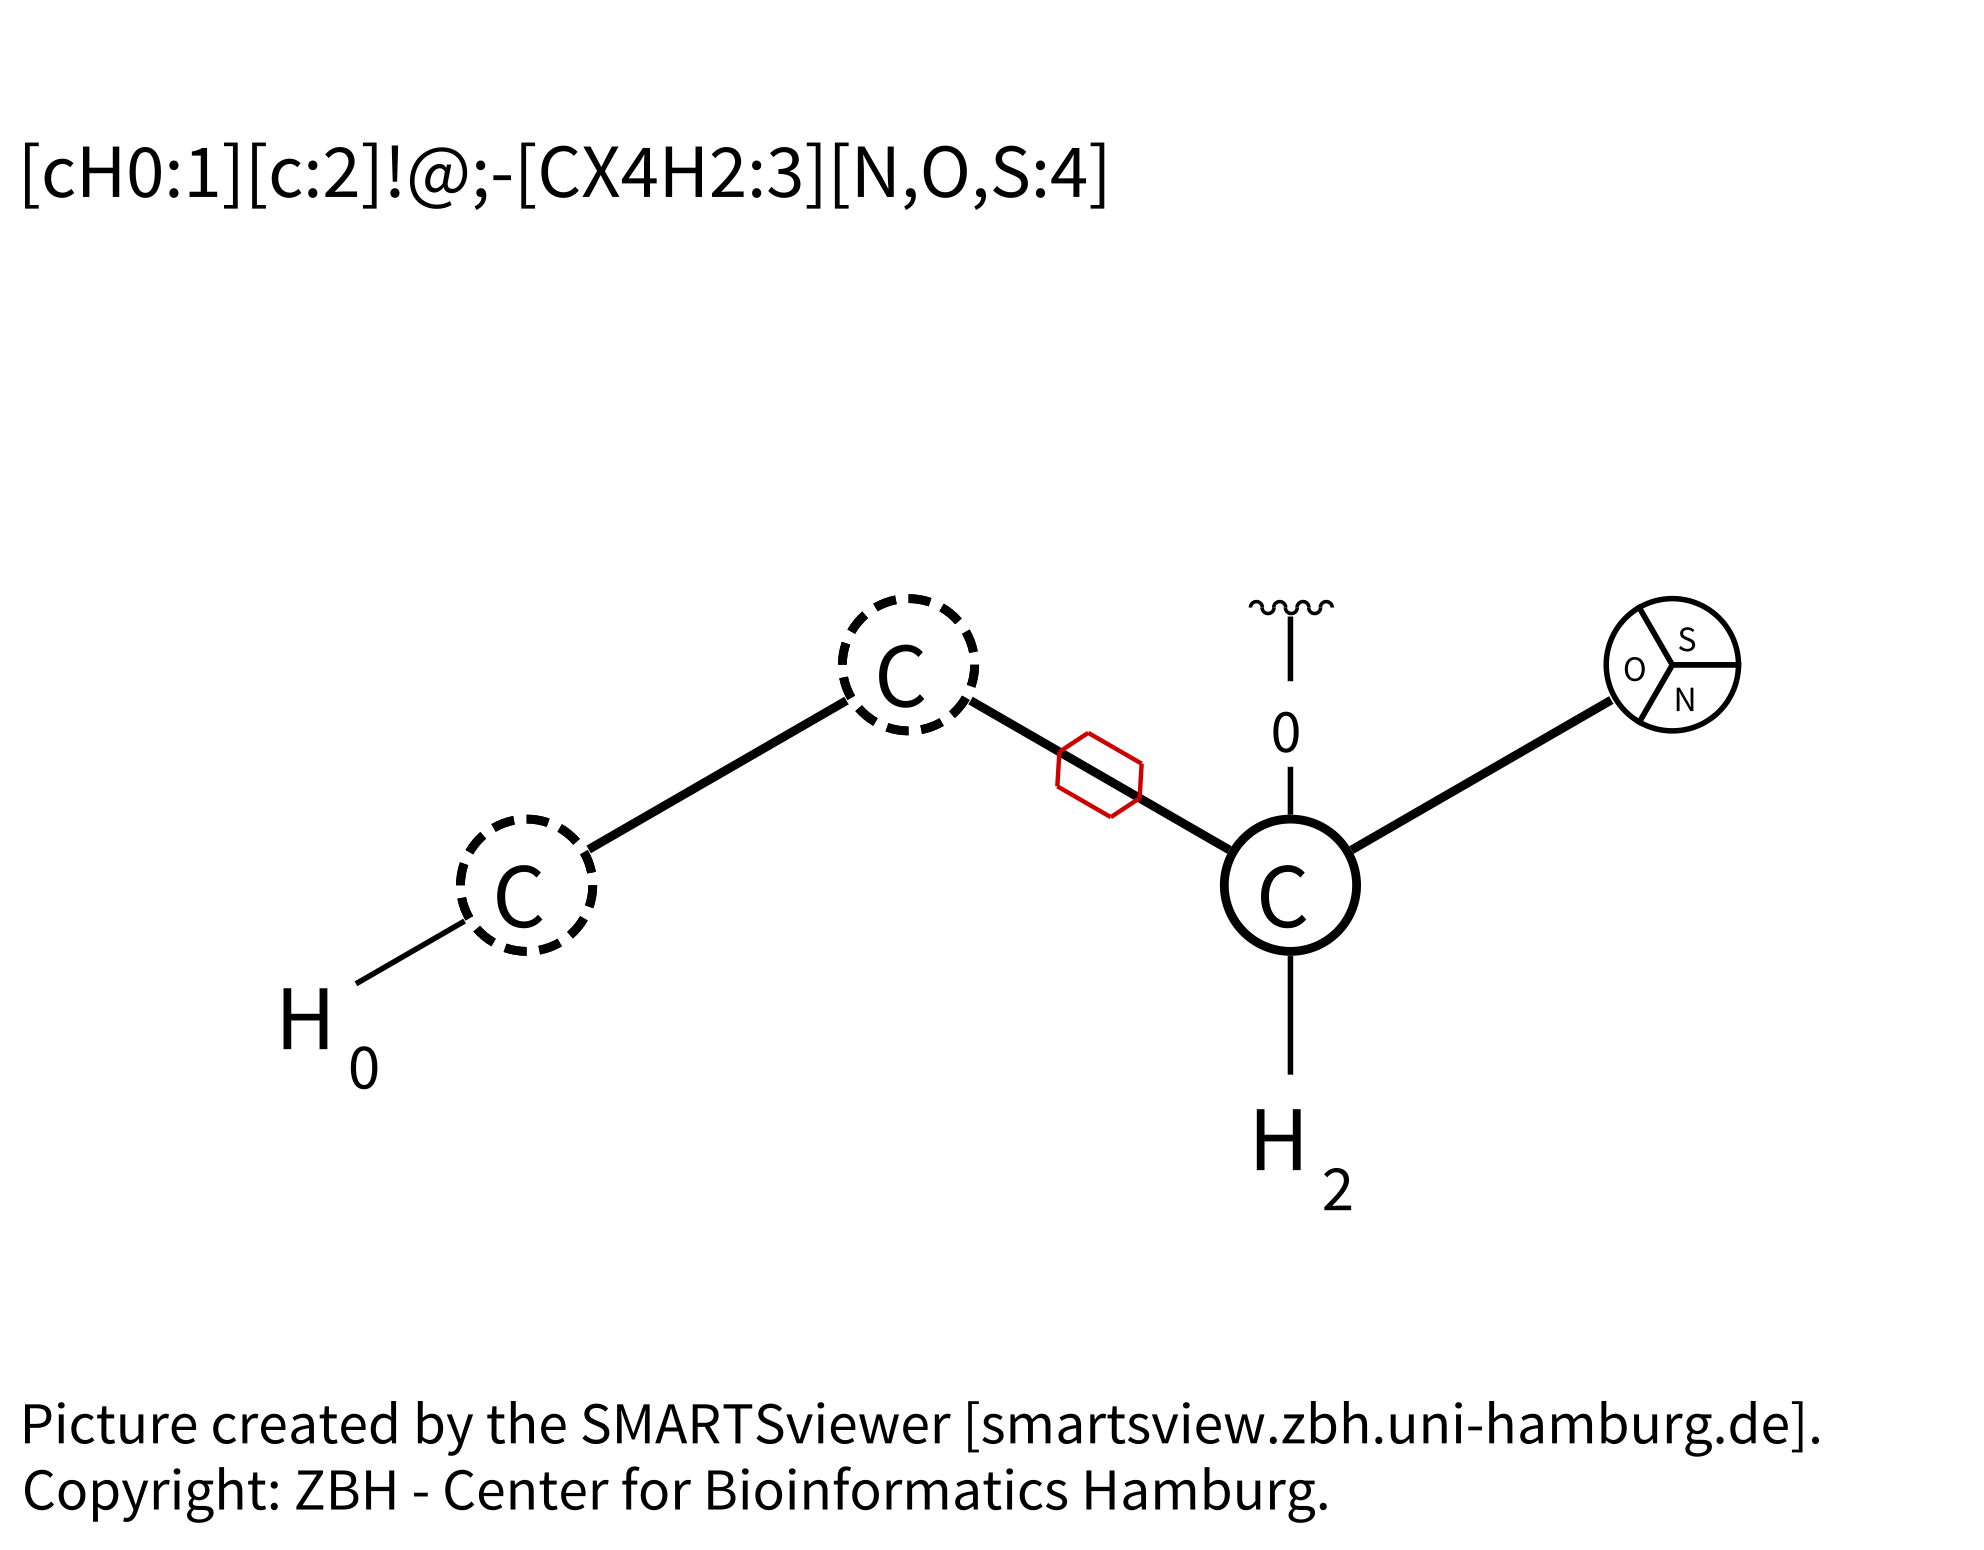 [cH0:1][c:2]!@;-[CX4H2:3][N,O,S:4]
C
0
S
O
N
C
C
H
0
H
2
Picture created by the SMARTSviewer [smartsview.zbh.uni-hamburg.de].
Copyright: ZBH - Center for Bioinformatics Hamburg.